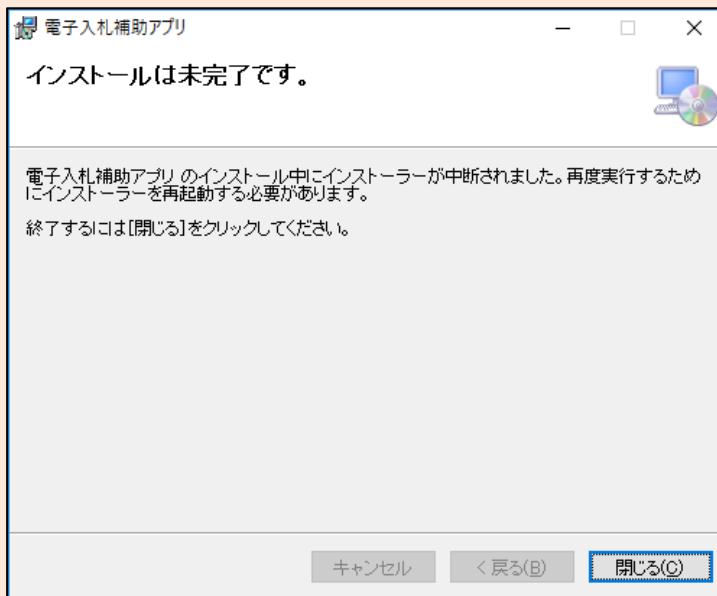 電子入札補助アプリ
インストールは未完了です。
電子入札補助アプリ のインストール中にインストーラーが中断されました。再度実行するため
にインストーラーを再起動する必要があります。
終了するには[閉じる]をクリックしてください。
キャンセル
< 戻る(B)
閉じる(C)